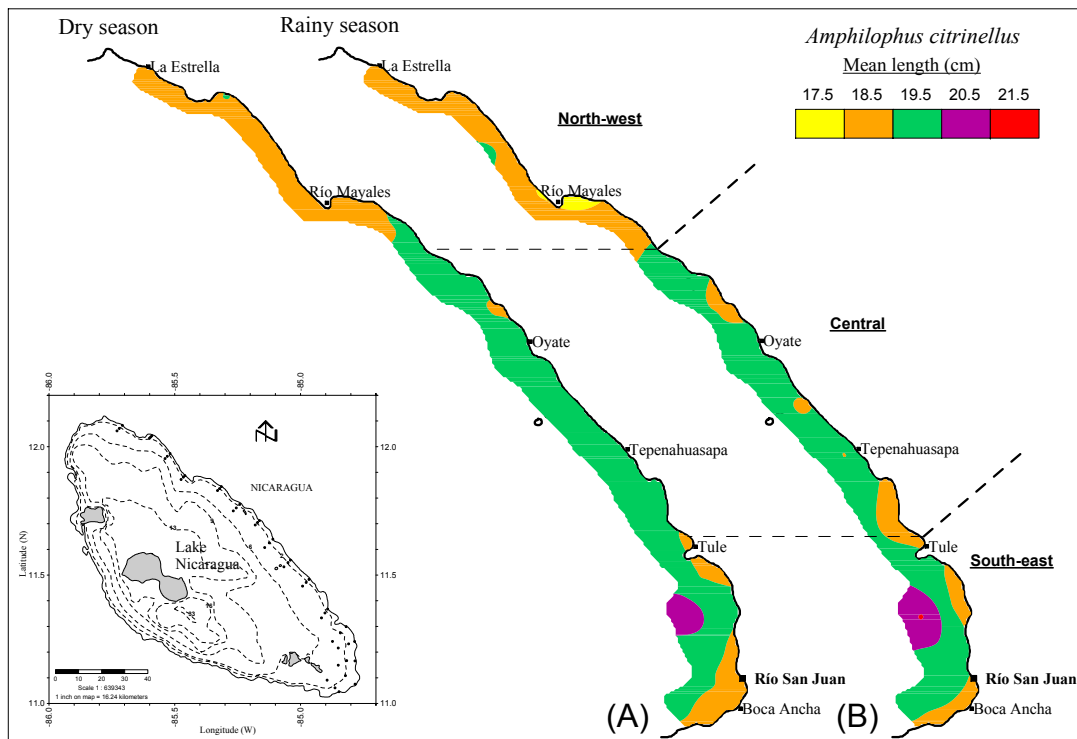 Dry season
Rainy season
Amphilophus citrinellus
Mean length (cm)
17.5 18.5 19.5 20.5 21.5
La Estrella
La Estrella
North-west
Río Mayales
Río Mayales
Central
Oyate
Oyate
Tepenahuasapa
Tepenahuasapa
Tule
Tule
South-east
Río San Juan
Río San Juan
Boca Ancha
Boca Ancha
(A)
(B)
-86.0
-85.5
-85.0
12.0
12.0
11.5
11.5
11.0
11.0
Latitude (N)
N
NICARAGUA
Lake
Nicaragua
13
9
0 10 20 30 40
Scale 1 : 639343
1 inch on map = 16.24 kilometers
-86.0
-85.5
Longitude (W)